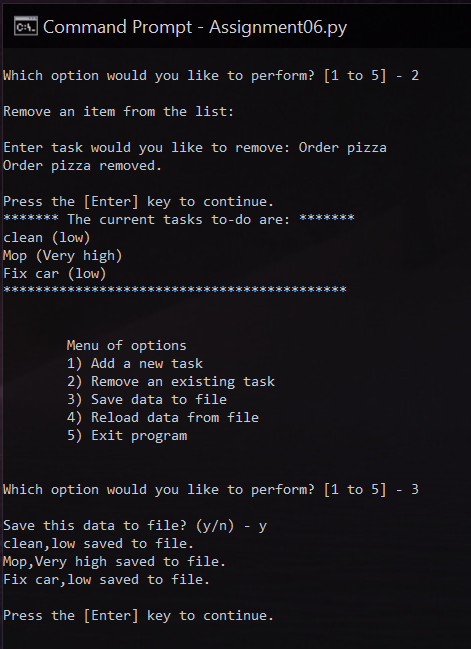 Command Prompt - Assignment06.py
Which option would you like to perform? [1 to 5] - 2
Remove an item from the list:
Enter task would you like to remove: Order pizza
Order pizza removed.
Press the [Enter] key to continue.
******* The current tasks to-do are: *******
clean (low)
Mop (Very high)
Fix car (low)
*******************************************
Menu of options
1) Add a new task
2) Remove an existing task
3) Save data to file
4) Reload data from file
5) Exit program
Which option would you like to perform? [1 to 5] - 3
Save this data to file? (y/n) - y
clean,low saved to file.
Mop,Very high saved to file.
Fix car,low saved to file.
Press the [Enter] key to continue.